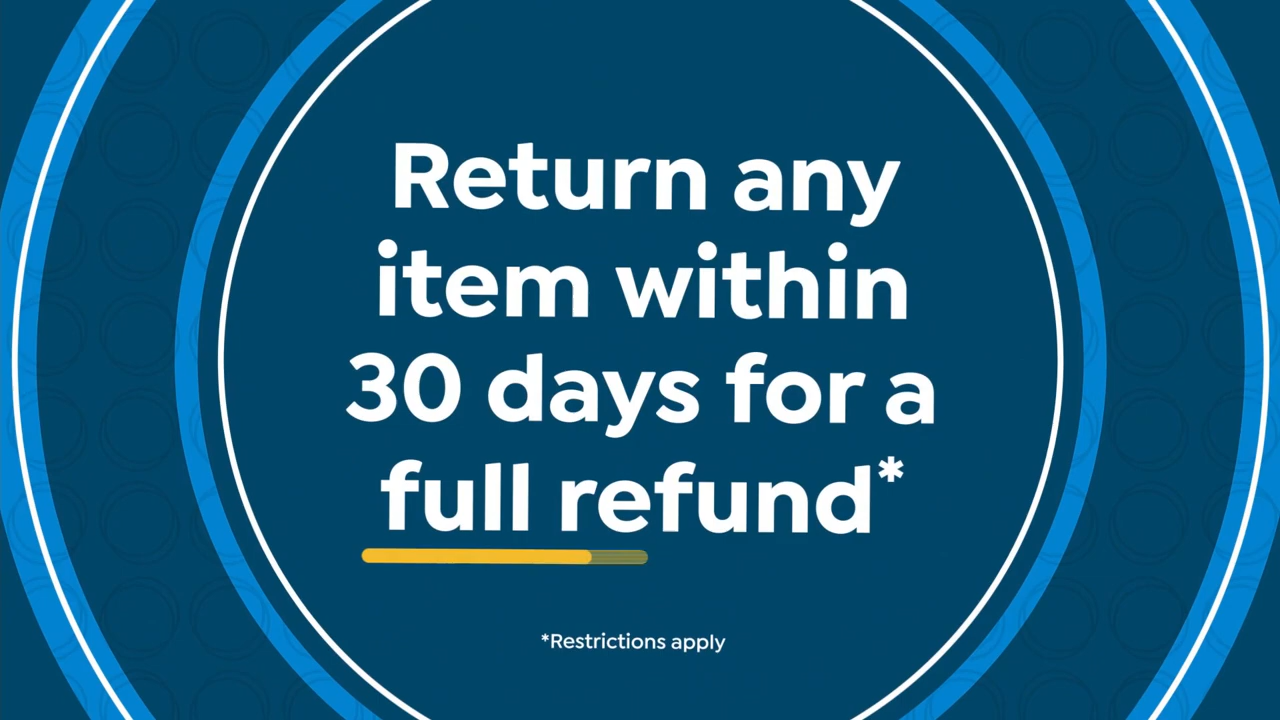 Return any
item within
30 days for a
full refund*
*Restrictions apply